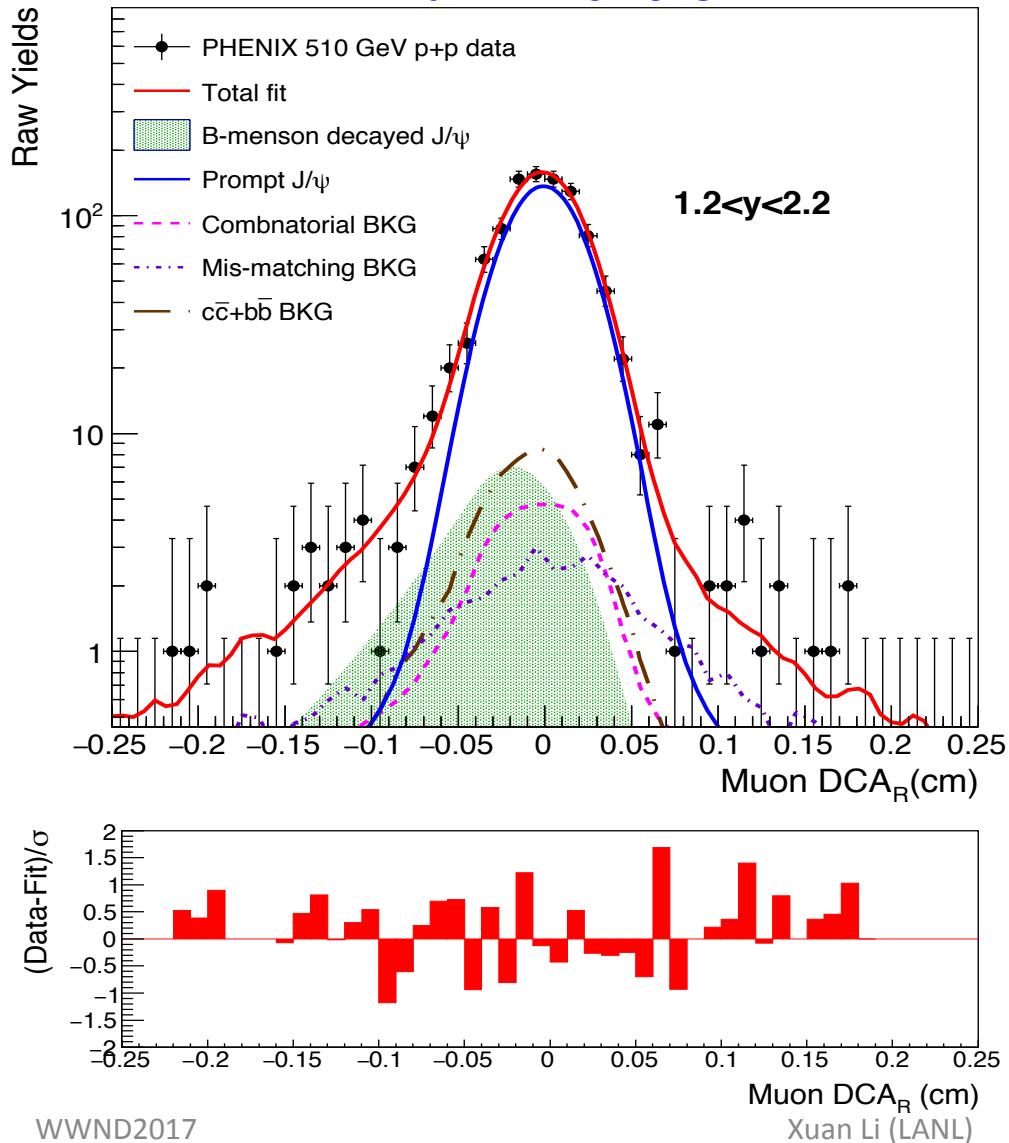 Raw Yields
PHENIX 510 GeV p+p data
Total fit
B-menson decayed J/ψ
Prompt J/ψ
Combnatorial BKG
Mis-matching BKG
cc̄+bb̄ BKG
1.2<y<2.2
10²
10
1
−0.25 −0.2 −0.15 −0.1 −0.05 0 0.05 0.1 0.15 0.2 0.25
Muon DCA_R(cm)
(Data-Fit)/σ
2
1.5
1
0.5
0
−0.5
−1
−1.5
−2
−0.25 −0.2 −0.15 −0.1 −0.05 0 0.05 0.1 0.15 0.2 0.25
Muon DCA_R (cm)
WWND2017
Xuan Li (LANL)